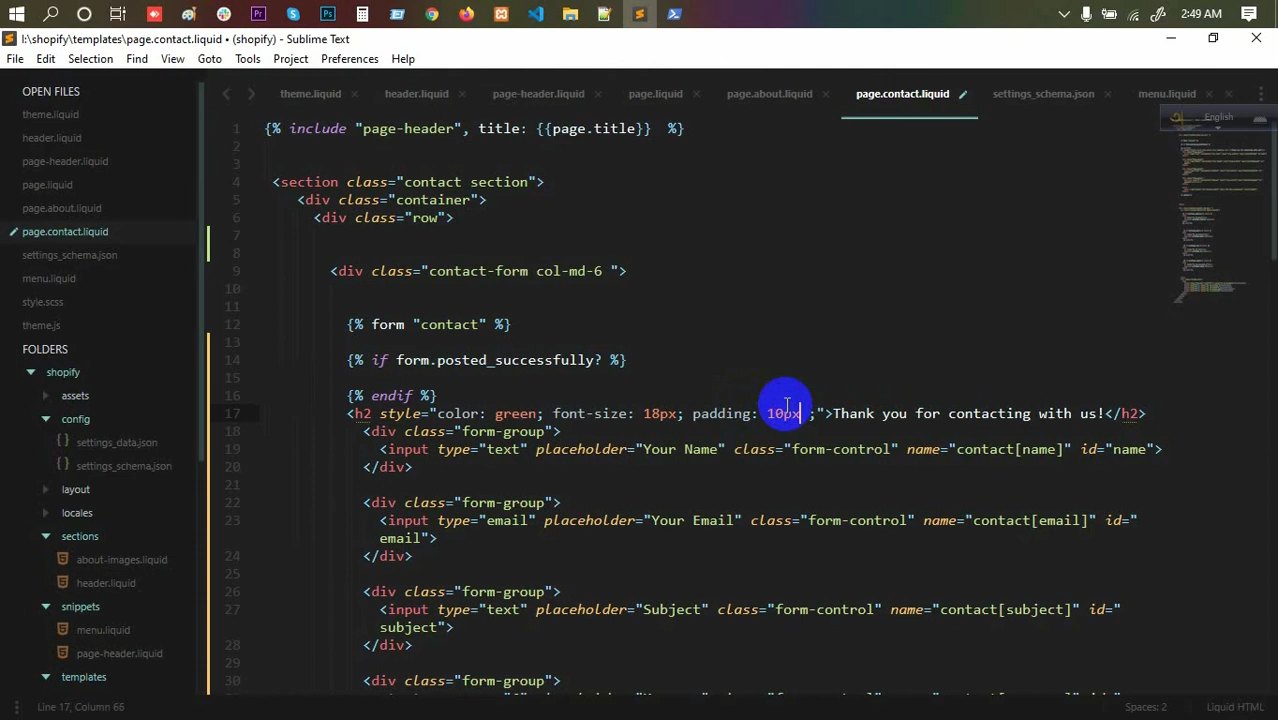 2:49 AM
I:\shopify\templates\page.contact.liquid • (shopify) - Sublime Text
File Edit Selection Find View Goto Tools Project Preferences Help
OPEN FILES
theme.liquid
header.liquid
page-header.liquid
page.liquid
page.about.liquid
page.contact.liquid
settings_schema.json
menu.liquid
style.scss
theme.js
FOLDERS
shopify
assets
config
settings_data.json
settings_schema.json
layout
locales
sections
about-images.liquid
header.liquid
snippets
menu.liquid
page-header.liquid
templates
theme.liquid header.liquid page-header.liquid page.liquid page.about.liquid page.contact.liquid settings_schema.json menu.liquid
English
1 {% include "page-header", title: {{page.title}} %}
2
3
4 <section class="contact section">
5 <div class="container">
6 <div class="row">
7
8
9 <div class="contact-form col-md-6 ">
10
11
12 {% form "contact" %}
13
14 {% if form.posted_successfully? %}
15
16 {% endif %}
17 <h2 style="color: green; font-size: 18px; padding: 10px ;">Thank you for contacting with us!</h2>
18 <div class="form-group">
19 <input type="text" placeholder="Your Name" class="form-control" name="contact[name]" id="name">
20 </div>
21
22 <div class="form-group">
23 <input type="email" placeholder="Your Email" class="form-control" name="contact[email]" id="
email">
24 </div>
25
26 <div class="form-group">
27 <input type="text" placeholder="Subject" class="form-control" name="contact[subject]" id="
subject">
28 </div>
29
30 <div class="form-group">
Line 17, Column 66
Spaces: 2
Liquid HTML